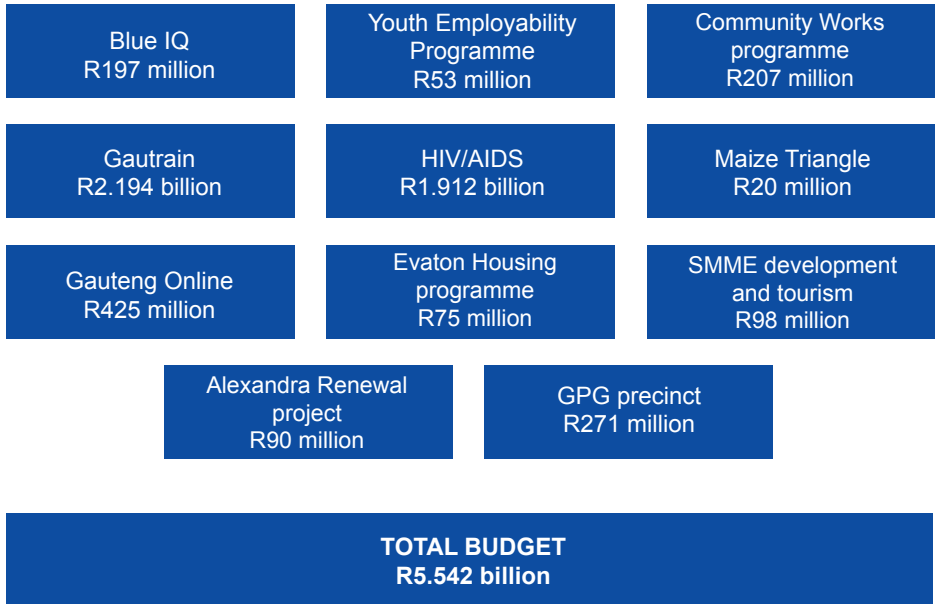 Blue IQ
R197 million
Youth Employability
Programme
R53 million
Community Works
programme
R207 million
Gautrain
R2.194 billion
HIV/AIDS
R1.912 billion
Maize Triangle
R20 million
Gauteng Online
R425 million
Evaton Housing
programme
R75 million
SMME development
and tourism
R98 million
Alexandra Renewal
project
R90 million
GPG precinct
R271 million
TOTAL BUDGET
R5.542 billion